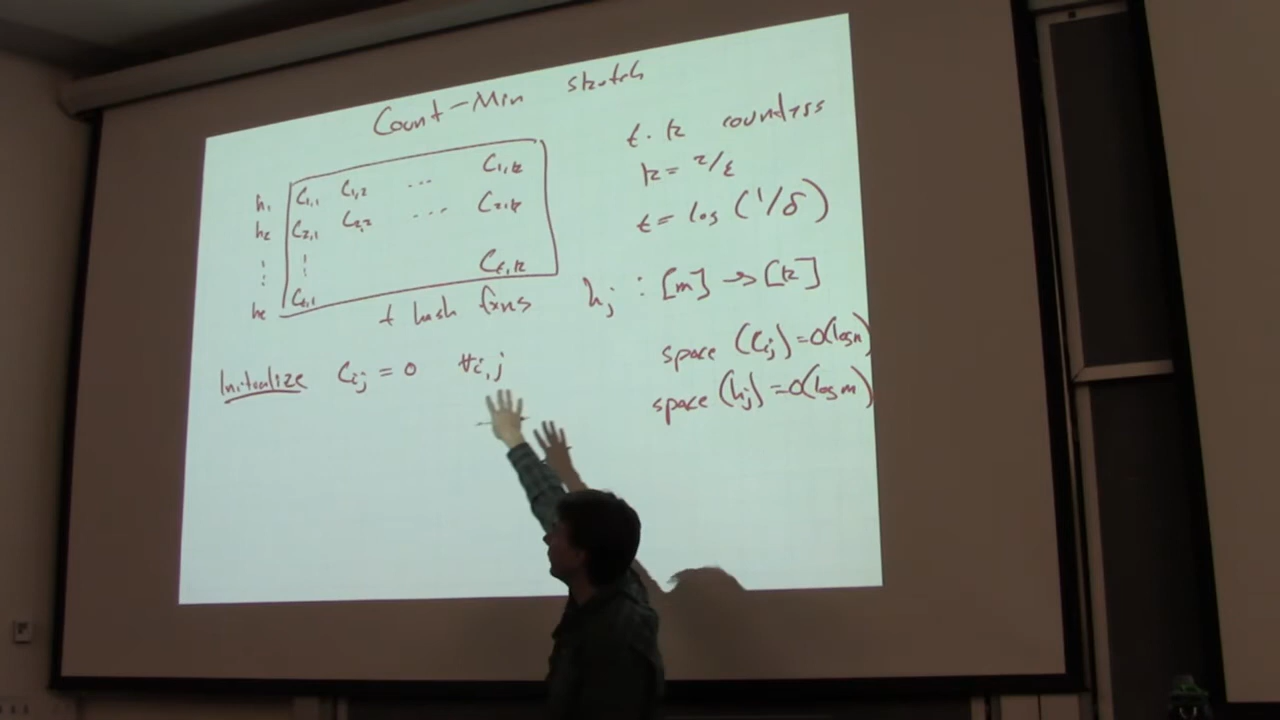 Count-Min sketch
h₁ C₁,₁ C₁,₂ ... C₁,k
h₂ C₂,₁ C₂,₂ ... C₂,k
⋮ ⋮
Ct,k
ht Ct,1
t hash fxns
Initialize Cij = 0 ∀i,j
t·k counters
k = 2/ε
t = log (1/δ)
hj : [m] → [k]
space (Cij) = O(log n)
space (hj) = O(log m)